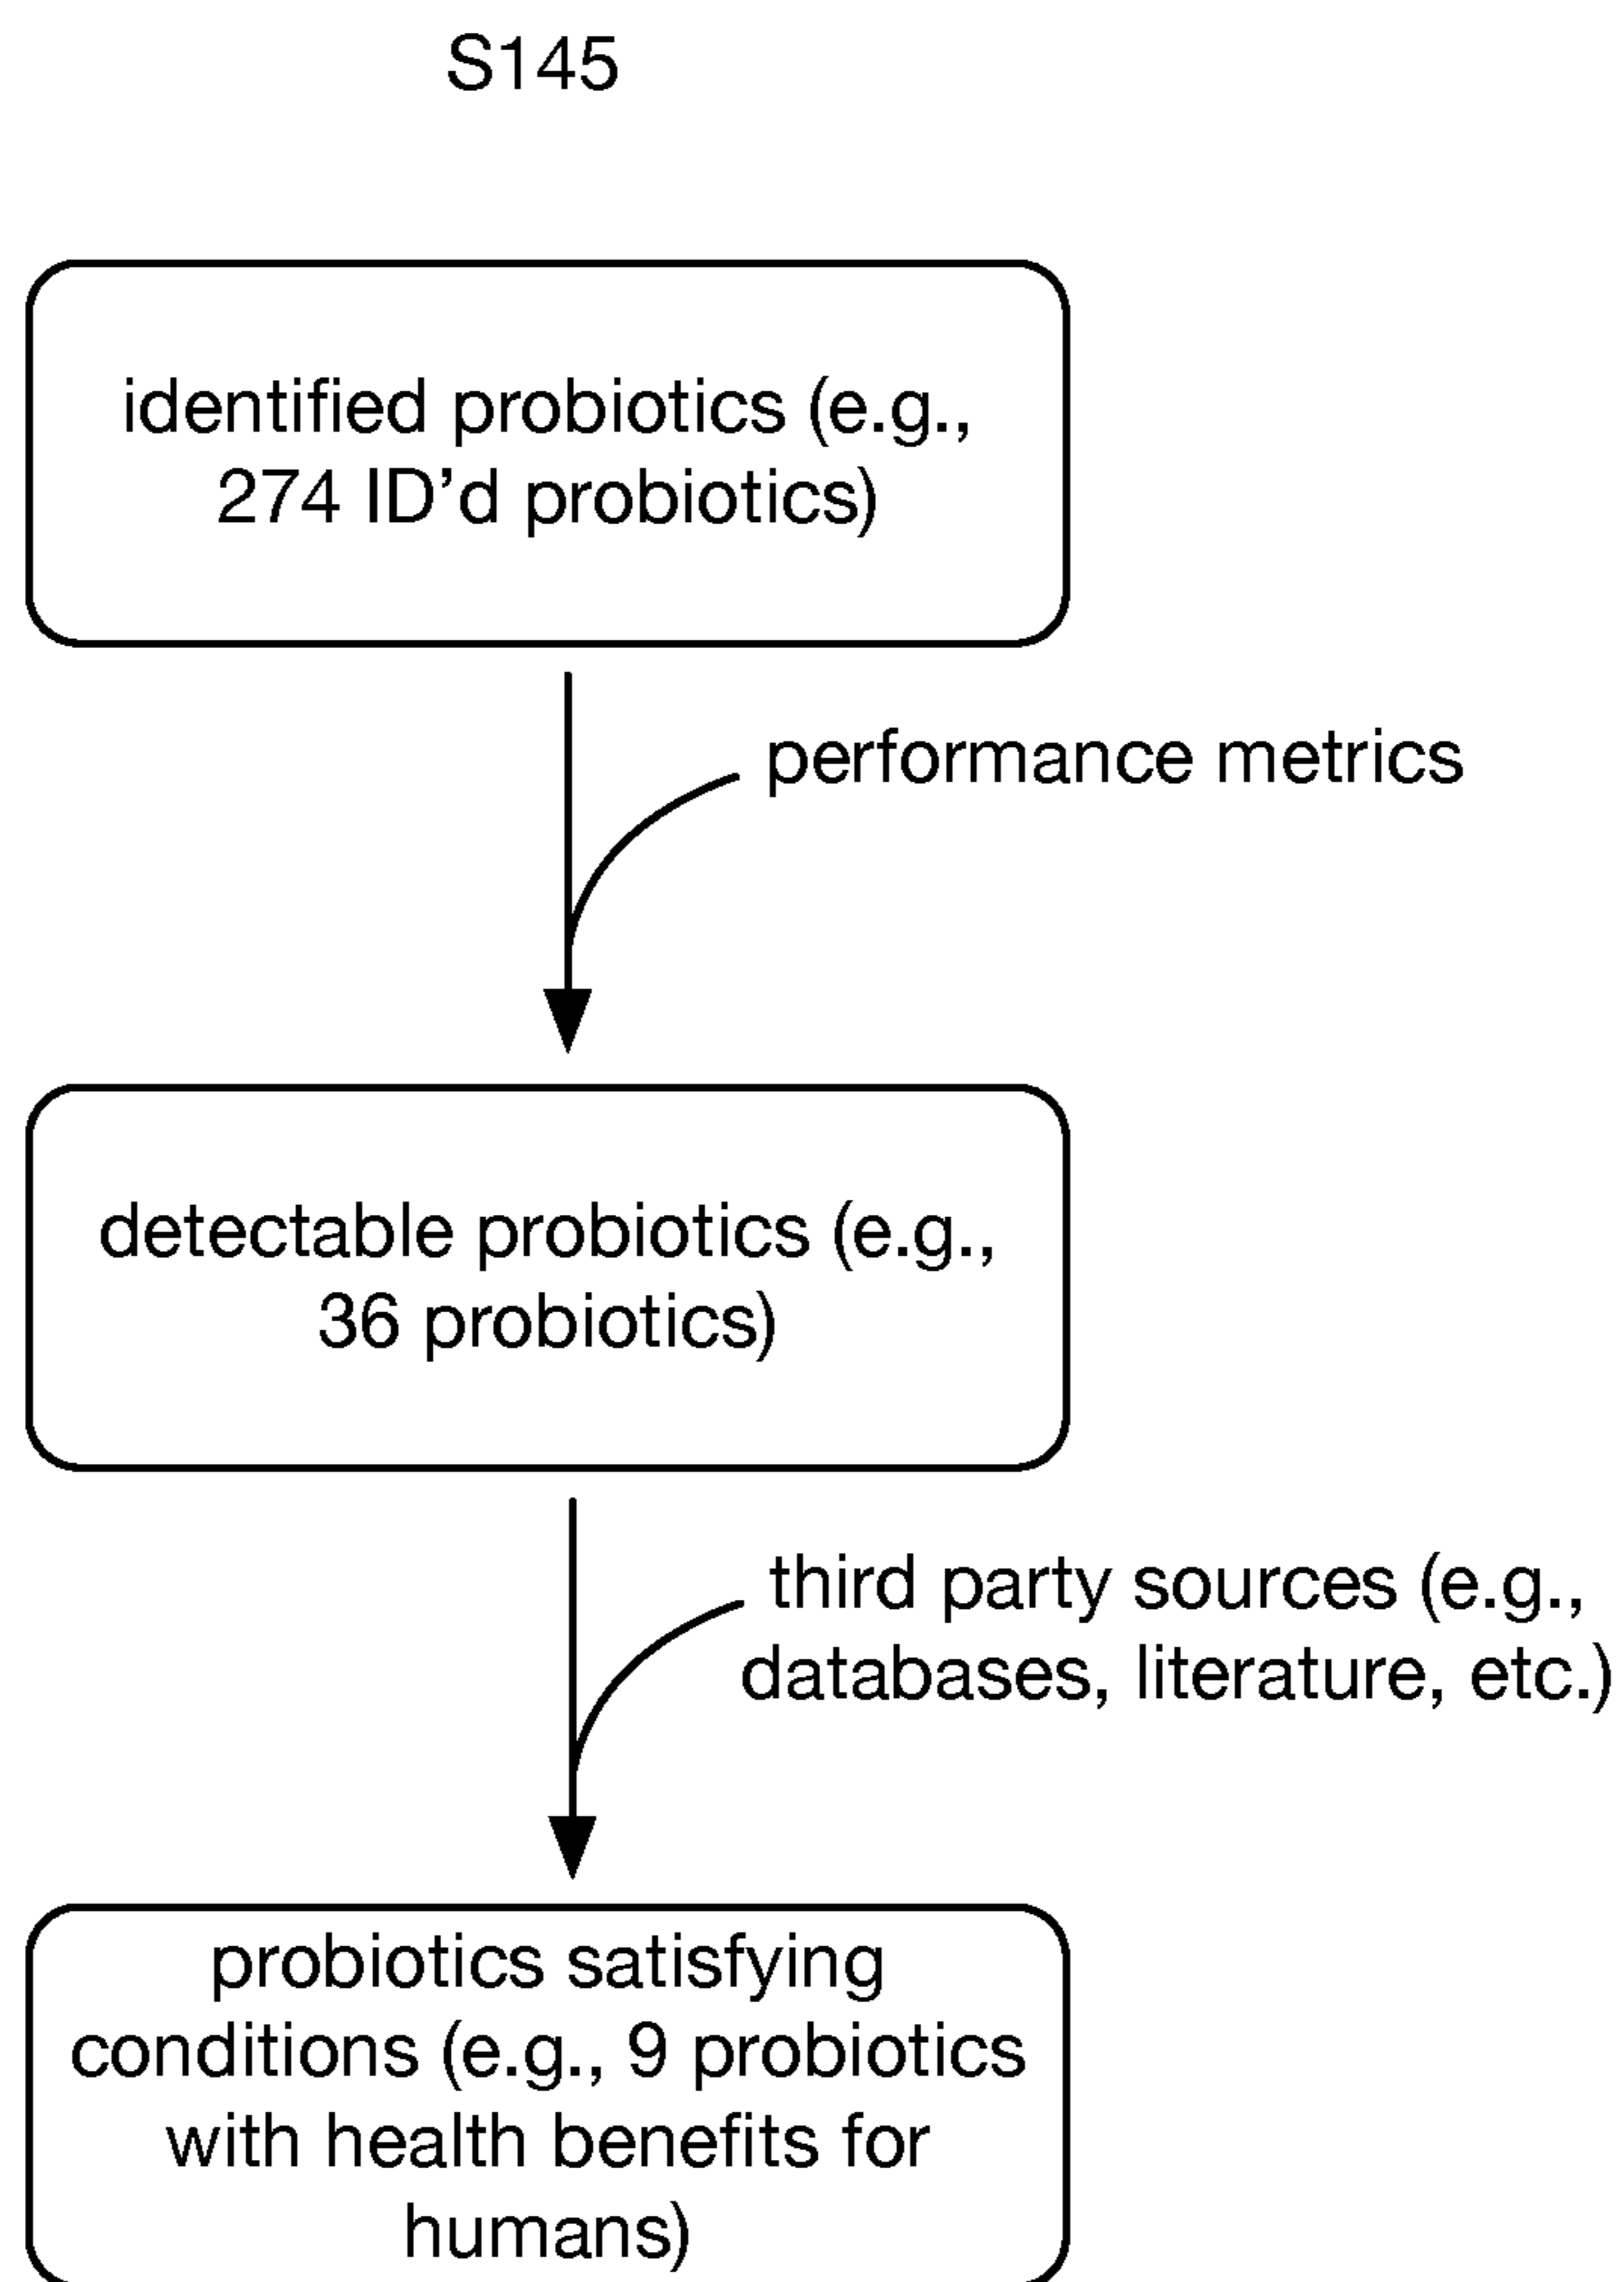 S145
identified probiotics (e.g.,
274 ID’d probiotics)
performance metrics
detectable probiotics (e.g.,
36 probiotics)
third party sources (e.g.,
databases, literature, etc.)
probiotics satisfying
conditions (e.g., 9 probiotics
with health benefits for
humans)